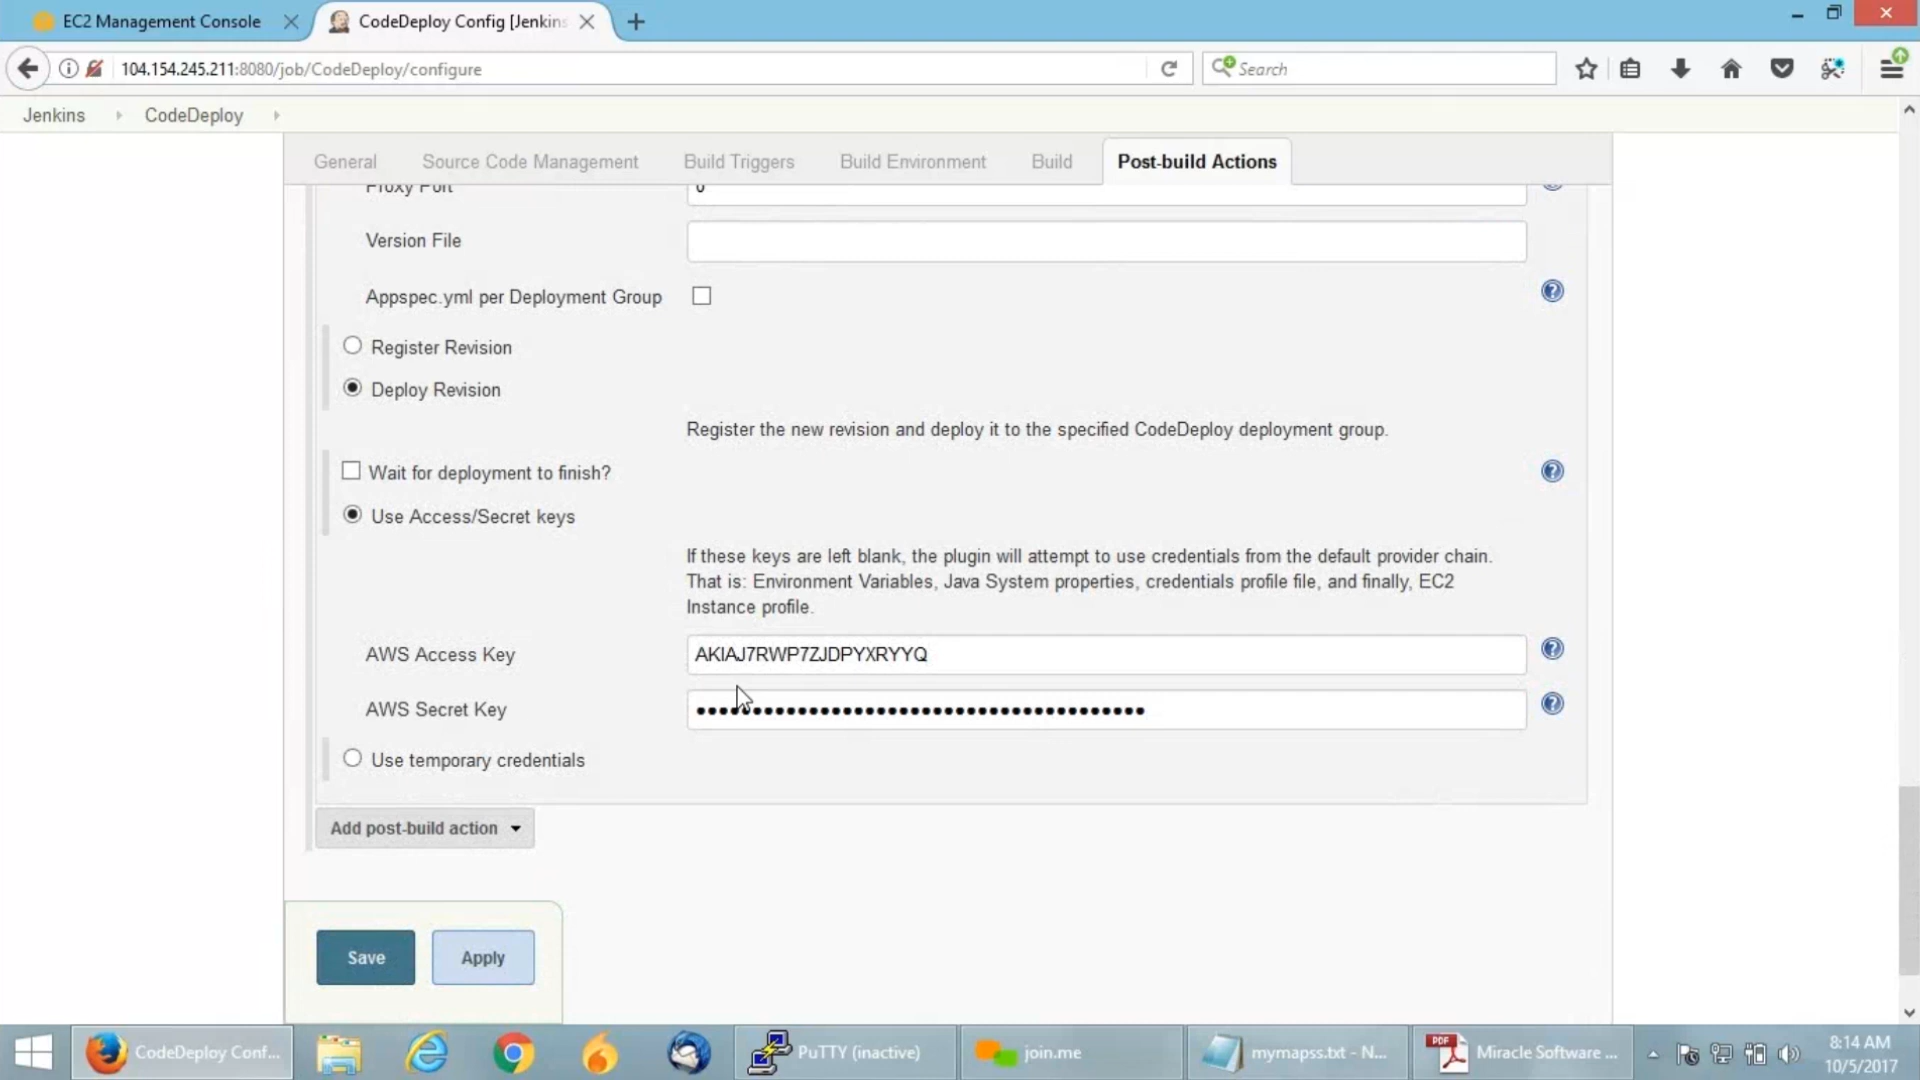 EC2 Management Console
CodeDeploy Config [Jenkins
104.154.245.211:8080/job/CodeDeploy/configure
Search
Jenkins
CodeDeploy
General
Source Code Management
Build Triggers
Build Environment
Build
Post-build Actions
Proxy Port
0
Version File
Appspec.yml per Deployment Group
Register Revision
Deploy Revision
Register the new revision and deploy it to the specified CodeDeploy deployment group.
Wait for deployment to finish?
Use Access/Secret keys
If these keys are left blank, the plugin will attempt to use credentials from the default provider chain.
That is: Environment Variables, Java System properties, credentials profile file, and finally, EC2
Instance profile.
AWS Access Key
AKIAJ7RWP7ZJDPYXRYYQ
AWS Secret Key
Use temporary credentials
Add post-build action
Save
Apply
CodeDeploy Conf...
PuTTY (inactive)
join.me
mymapss.txt - N...
PDF
Miracle Software ...
8:14 AM
10/5/2017